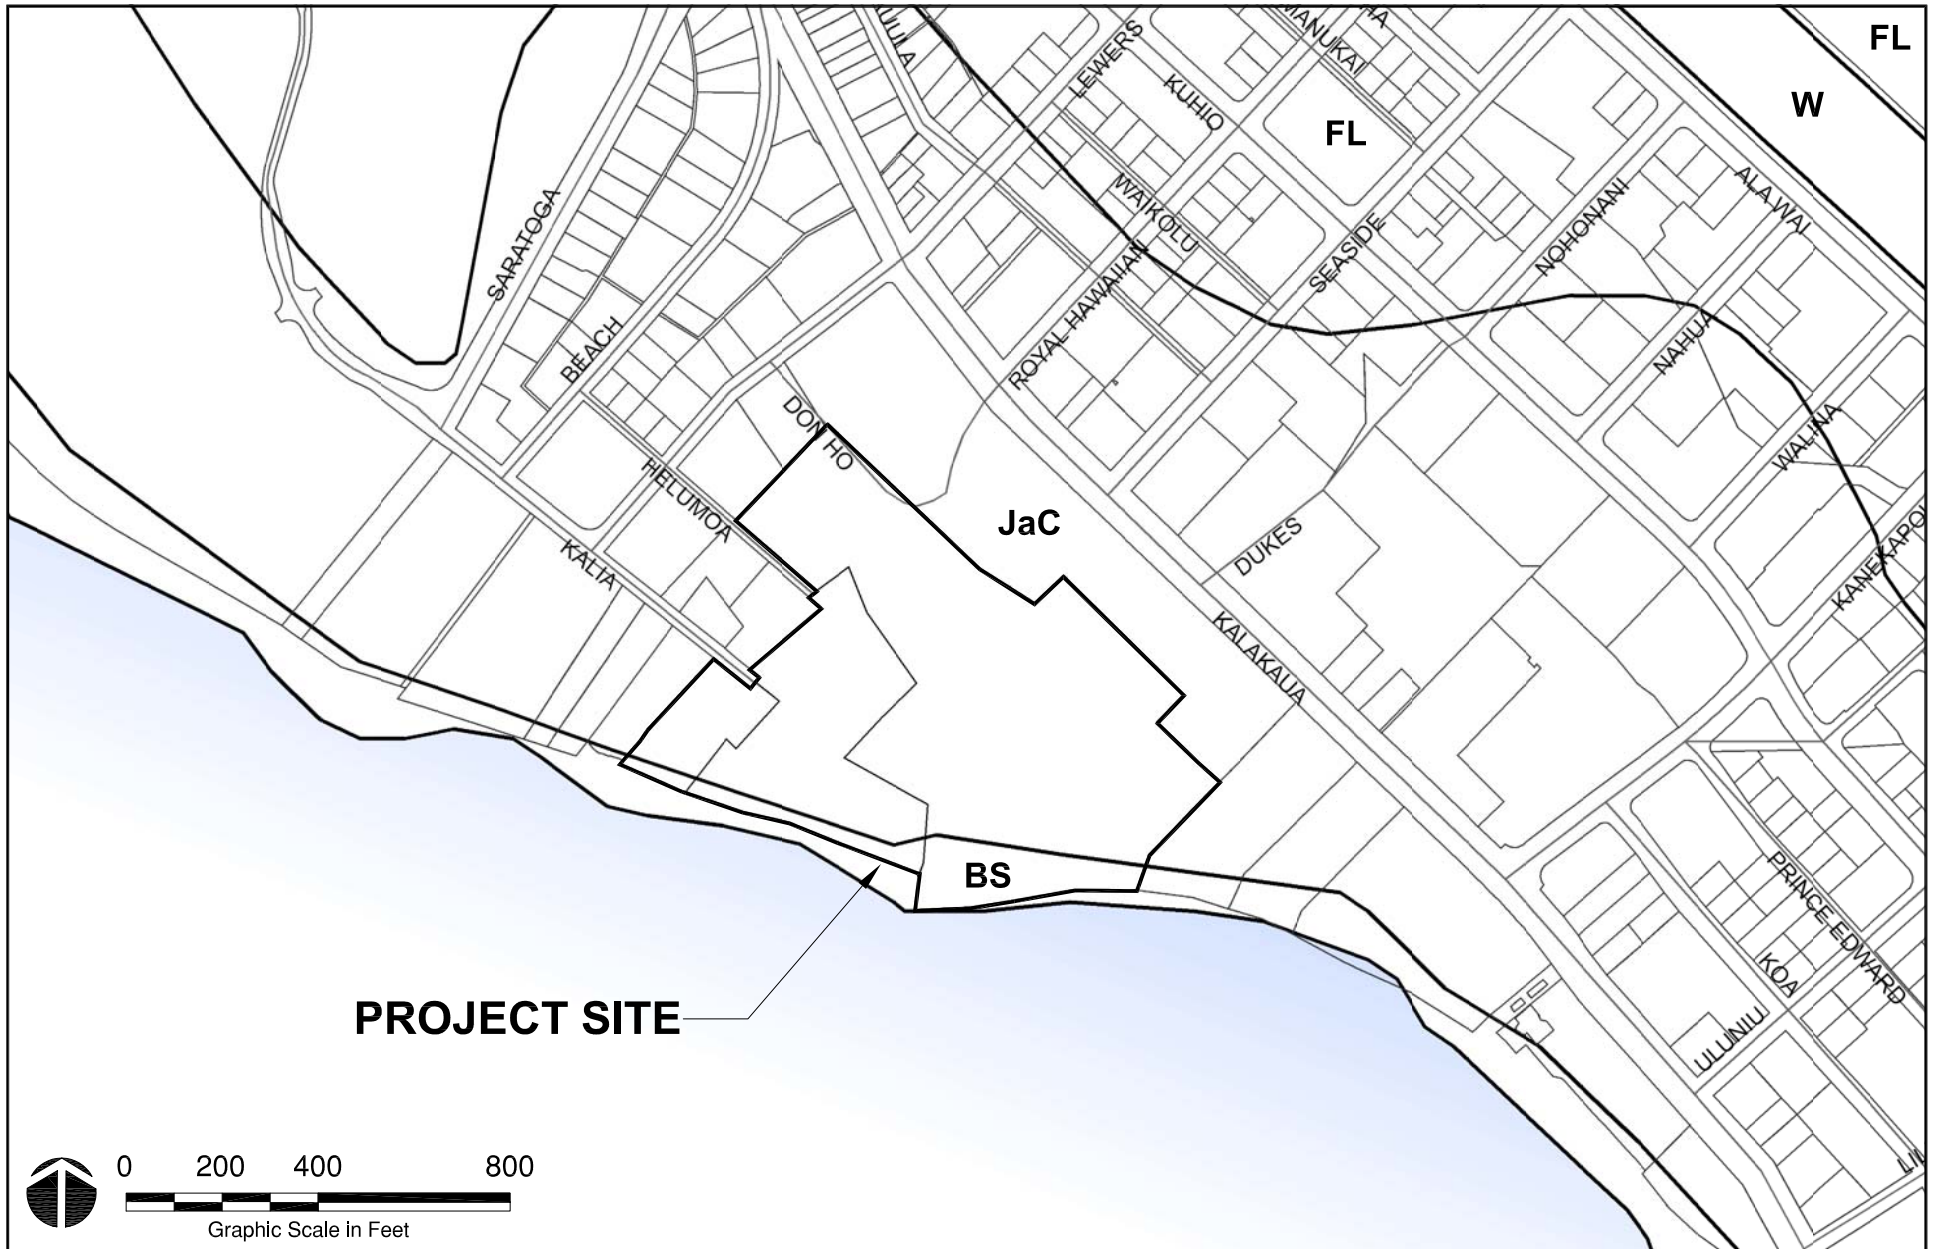 FL
W
FL
LEWERS
KUHIO
MANUKAI
WAIKOLU
ALA WAI
NOHONANI
SEASIDE
SARATOGA
ROYAL HAWAIIAN
BEACH
NAHUA
DON HO
WALINA
HELUMOA
JaC
DUKES
KALIA
KALAKAUA
BS
PRINCE EDWARD
KOA
PROJECT SITE
ULUNIU
0 200 400 800
Graphic Scale in Feet